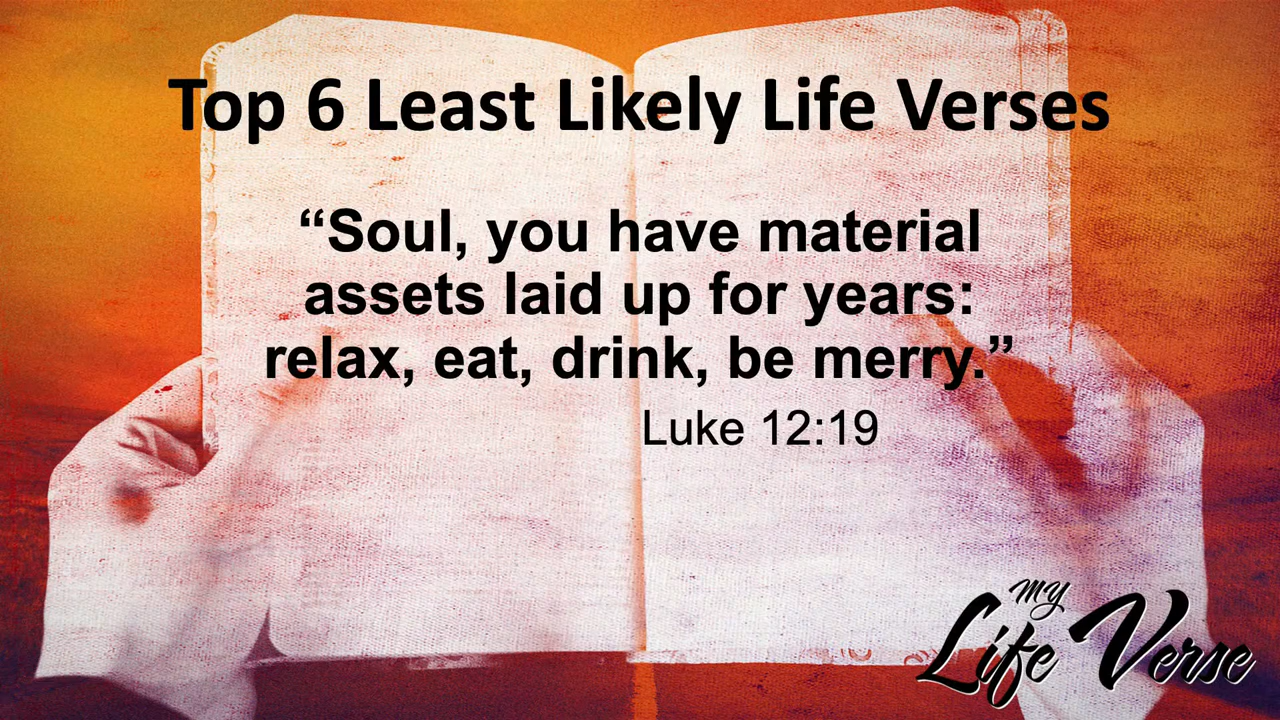 Top 6 Least Likely Life Verses
“Soul, you have material
assets laid up for years:
relax, eat, drink, be merry.”
Luke 12:19
My
Life Verse